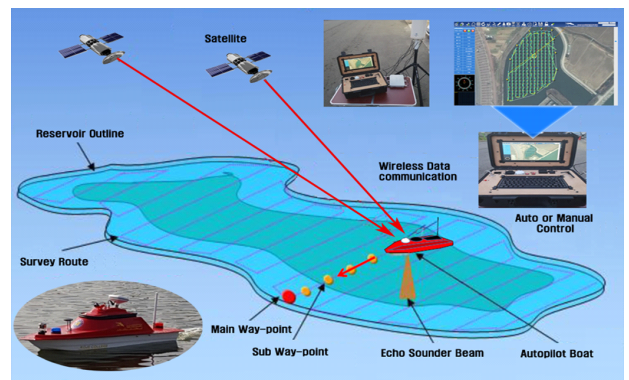 Satellite
Reservoir Outline
Wireless Data
communication
Auto or Manual
Control
Survey Route
Main Way-point
Sub Way-point
Echo Sounder Beam
Autopilot Boat